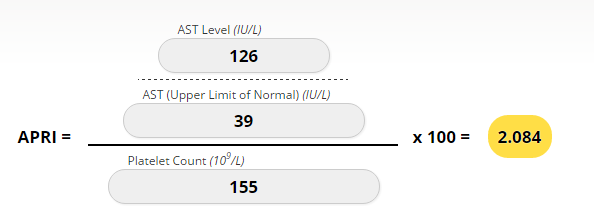 AST Level (IU/L)
126
AST (Upper Limit of Normal) (IU/L)
39
APRI = x 100 = 2.084
Platelet Count (10⁹/L)
155